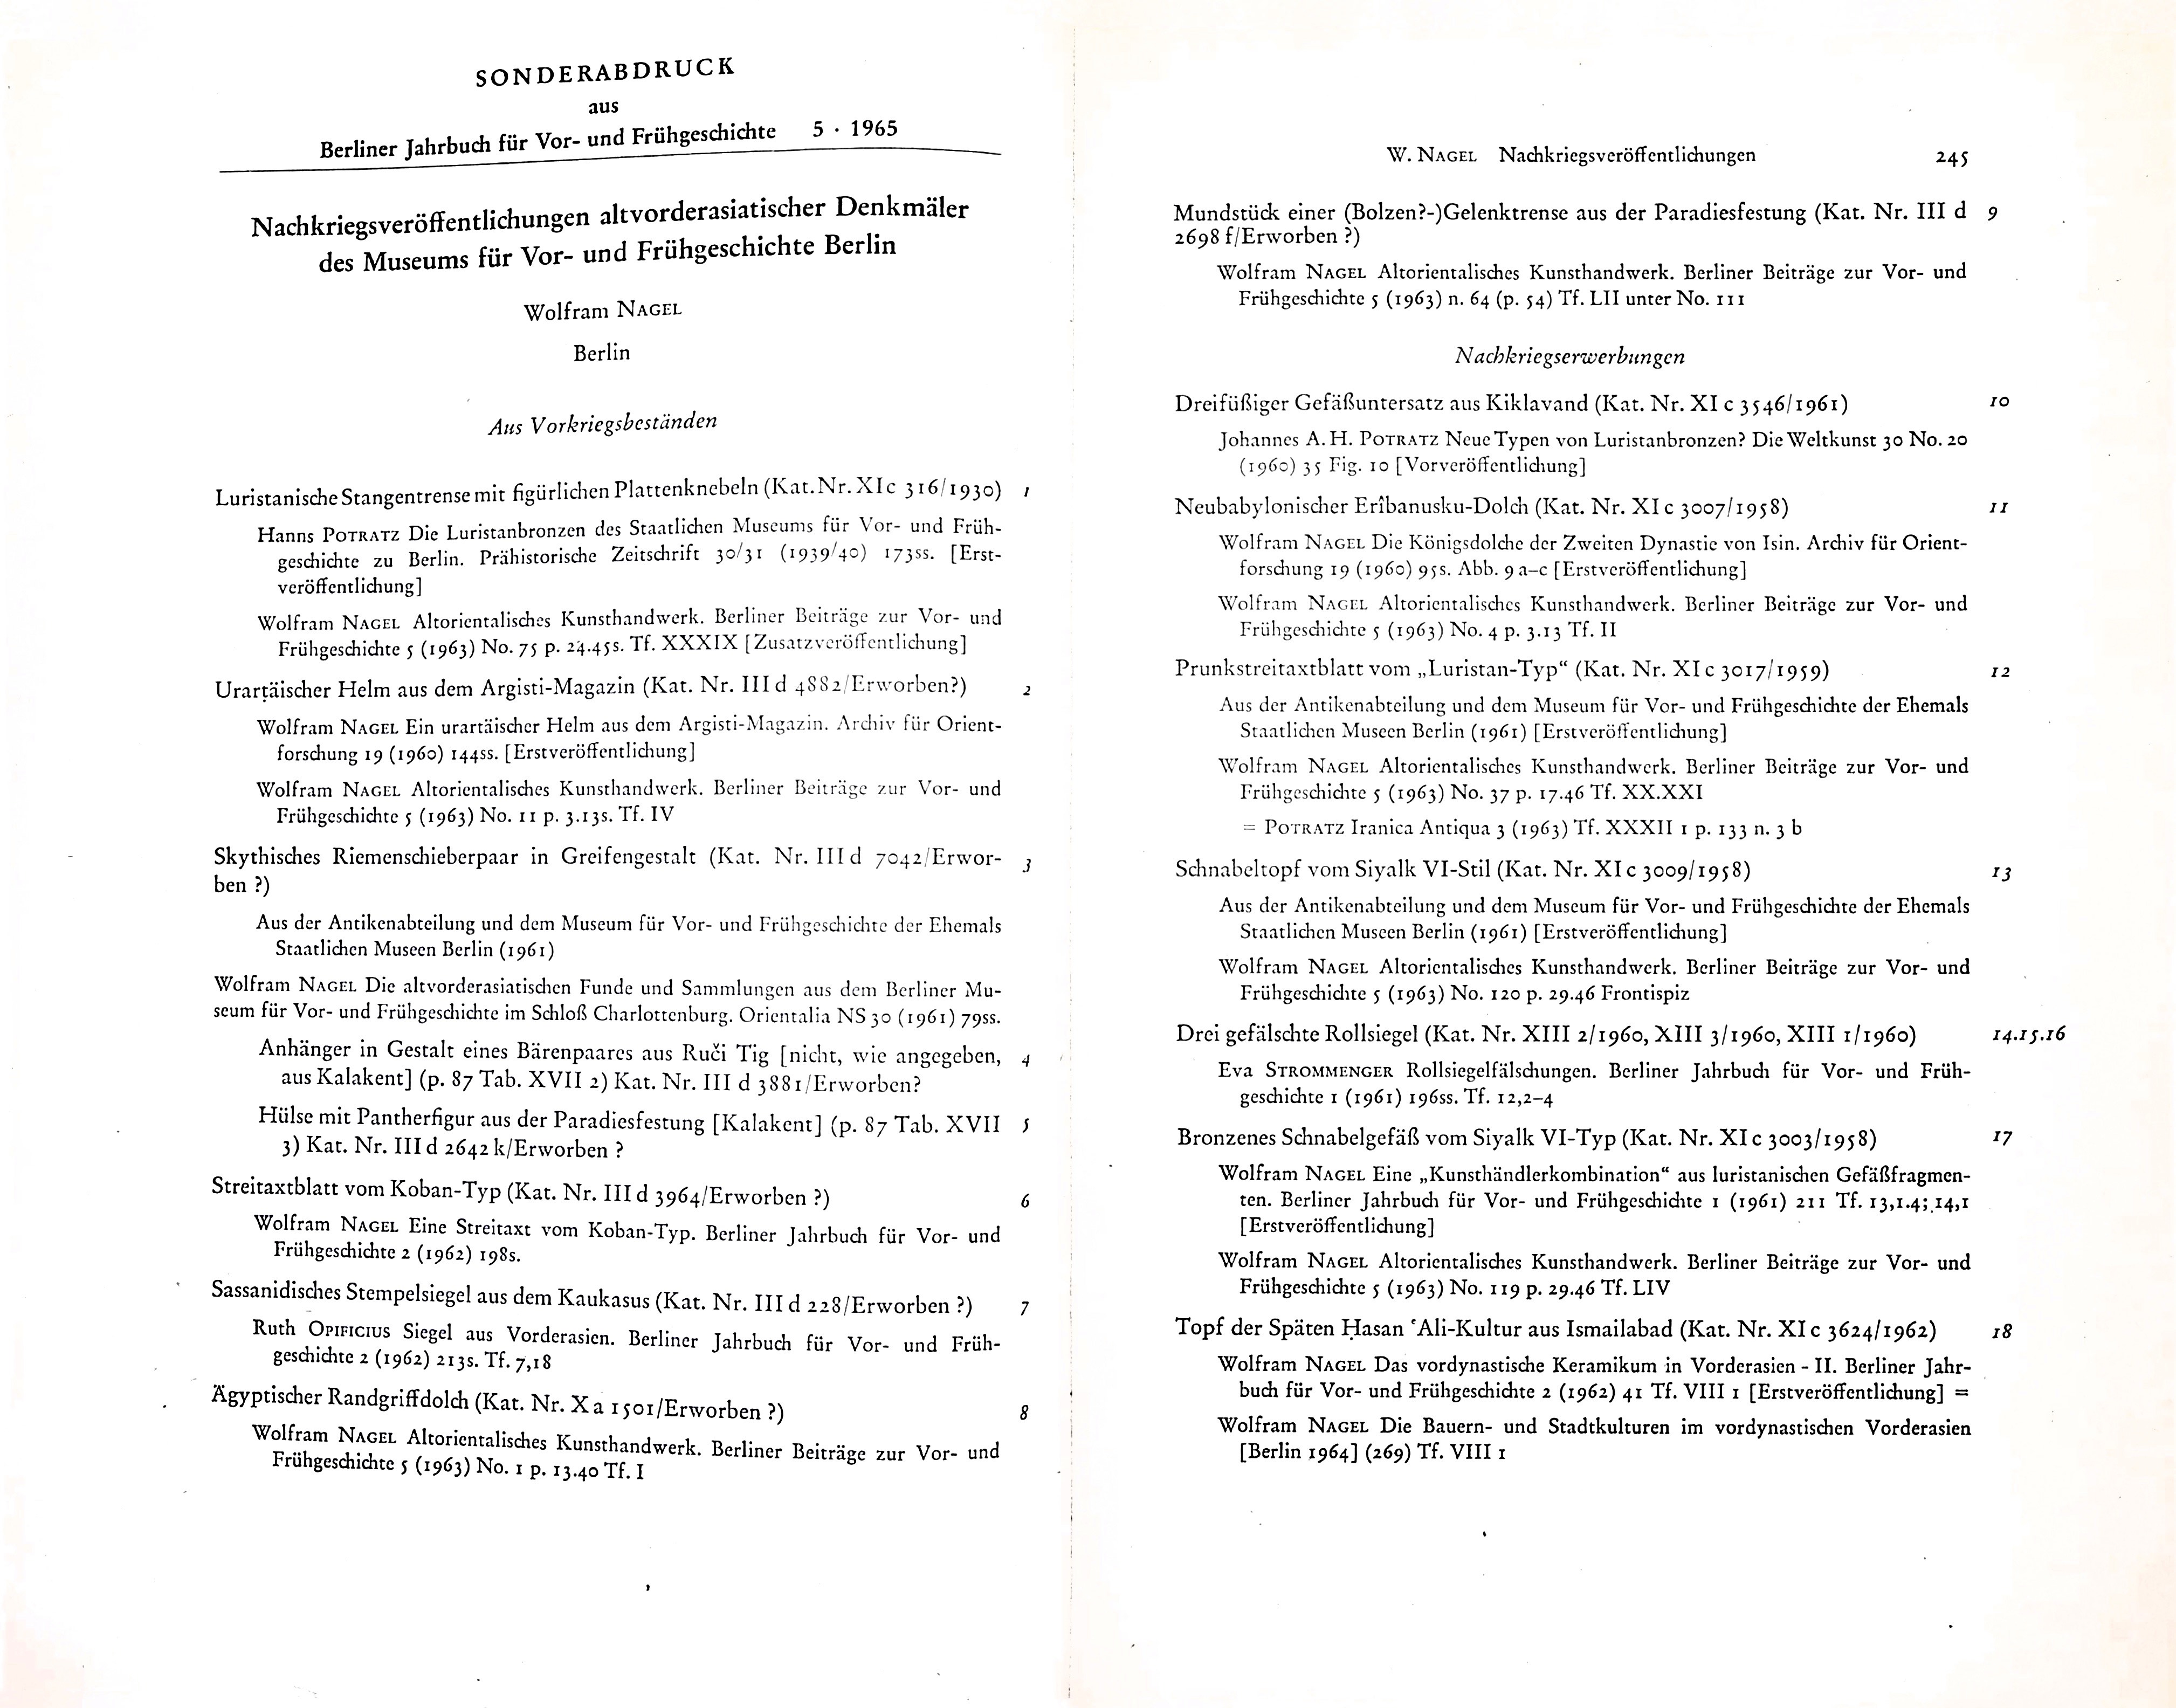 SONDERABDRUCK
aus
Berliner Jahrbuch für Vor- und Frühgeschichte 5 · 1965
Nachkriegsveröffentlichungen altvorderasiatischer Denkmäler
des Museums für Vor- und Frühgeschichte Berlin
Wolfram NAGEL
Berlin
Aus Vorkriegsbeständen
Luristanische Stangentrense mit figürlichen Plattenknebeln (Kat. Nr. XI c 316/1930) 1
Hanns POTRATZ Die Luristanbronzen des Staatlichen Museums für Vor- und Früh-
geschichte zu Berlin. Prähistorische Zeitschrift 30/31 (1939/40) 173ss. [Erst-
veröffentlichung]
Wolfram NAGEL Altorientalisches Kunsthandwerk. Berliner Beiträge zur Vor- und
Frühgeschichte 5 (1963) No. 75 p. 24.45s. Tf. XXXIX [Zusatzveröffentlichung]
Urarṭäischer Helm aus dem Argisti-Magazin (Kat. Nr. III d 4882/Erworben?) 2
Wolfram NAGEL Ein urartäischer Helm aus dem Argisti-Magazin. Archiv für Orient-
forschung 19 (1960) 144ss. [Erstveröffentlichung]
Wolfram NAGEL Altorientalisches Kunsthandwerk. Berliner Beiträge zur Vor- und
Frühgeschichte 5 (1963) No. 11 p. 3.13s. Tf. IV
Skythisches Riemenschieberpaar in Greifengestalt (Kat. Nr. III d 7042/Erwor- 3
ben ?)
Aus der Antikenabteilung und dem Museum für Vor- und Frühgeschichte der Ehemals
Staatlichen Museen Berlin (1961)
Wolfram NAGEL Die altvorderasiatischen Funde und Sammlungen aus dem Berliner Mu-
seum für Vor- und Frühgeschichte im Schloß Charlottenburg. Orientalia NS 30 (1961) 79ss.
Anhänger in Gestalt eines Bärenpaares aus Ruči Tig [nicht, wie angegeben, 4
aus Kalakent] (p. 87 Tab. XVII 2) Kat. Nr. III d 3881/Erworben?
Hülse mit Pantherfigur aus der Paradiesfestung [Kalakent] (p. 87 Tab. XVII 5
3) Kat. Nr. III d 2642 k/Erworben ?
Streitaxtblatt vom Koban-Typ (Kat. Nr. III d 3964/Erworben ?) 6
Wolfram NAGEL Eine Streitaxt vom Koban-Typ. Berliner Jahrbuch für Vor- und
Frühgeschichte 2 (1962) 198s.
Sassanidisches Stempelsiegel aus dem Kaukasus (Kat. Nr. III d 228/Erworben ?) 7
Ruth OPIFICIUS Siegel aus Vorderasien. Berliner Jahrbuch für Vor- und Früh-
geschichte 2 (1962) 213s. Tf. 7,18
Ägyptischer Randgriffdolch (Kat. Nr. X a 1501/Erworben ?) 8
Wolfram NAGEL Altorientalisches Kunsthandwerk. Berliner Beiträge zur Vor- und
Frühgeschichte 5 (1963) No. 1 p. 13.40 Tf. I
W. NAGEL Nachkriegsveröffentlichungen 245
Mundstück einer (Bolzen?-)Gelenktrense aus der Paradiesfestung (Kat. Nr. III d 9
2698 f/Erworben ?)
Wolfram NAGEL Altorientalisches Kunsthandwerk. Berliner Beiträge zur Vor- und
Frühgeschichte 5 (1963) n. 64 (p. 54) Tf. LII unter No. 111
Nachkriegserwerbungen
Dreifüßiger Gefäßuntersatz aus Kiklavand (Kat. Nr. XI c 3546/1961) 10
Johannes A. H. POTRATZ Neue Typen von Luristanbronzen? Die Weltkunst 30 No. 20
(1960) 35 Fig. 10 [Vorveröffentlichung]
Neubabylonischer Erîbanusku-Dolch (Kat. Nr. XI c 3007/1958) 11
Wolfram NAGEL Die Königsdolche der Zweiten Dynastie von Isin. Archiv für Orient-
forschung 19 (1960) 95s. Abb. 9 a–c [Erstveröffentlichung]
Wolfram NAGEL Altorientalisches Kunsthandwerk. Berliner Beiträge zur Vor- und
Frühgeschichte 5 (1963) No. 4 p. 3.13 Tf. II
Prunkstreitaxtblatt vom „Luristan-Typ“ (Kat. Nr. XI c 3017/1959) 12
Aus der Antikenabteilung und dem Museum für Vor- und Frühgeschichte der Ehemals
Staatlichen Museen Berlin (1961) [Erstveröffentlichung]
Wolfram NAGEL Altorientalisches Kunsthandwerk. Berliner Beiträge zur Vor- und
Frühgeschichte 5 (1963) No. 37 p. 17.46 Tf. XX.XXI
= POTRATZ Iranica Antiqua 3 (1963) Tf. XXXII 1 p. 133 n. 3 b
Schnabeltopf vom Siyalk VI-Stil (Kat. Nr. XI c 3009/1958) 13
Aus der Antikenabteilung und dem Museum für Vor- und Frühgeschichte der Ehemals
Staatlichen Museen Berlin (1961) [Erstveröffentlichung]
Wolfram NAGEL Altorientalisches Kunsthandwerk. Berliner Beiträge zur Vor- und
Frühgeschichte 5 (1963) No. 120 p. 29.46 Frontispiz
Drei gefälschte Rollsiegel (Kat. Nr. XIII 2/1960, XIII 3/1960, XIII 1/1960) 14.15.16
Eva STROMMENGER Rollsiegelfälschungen. Berliner Jahrbuch für Vor- und Früh-
geschichte 1 (1961) 196ss. Tf. 12,2–4
Bronzenes Schnabelgefäß vom Siyalk VI-Typ (Kat. Nr. XI c 3003/1958) 17
Wolfram NAGEL Eine „Kunsthändlerkombination“ aus luristanischen Gefäßfragmen-
ten. Berliner Jahrbuch für Vor- und Frühgeschichte 1 (1961) 211 Tf. 13,1.4; 14,1
[Erstveröffentlichung]
Wolfram NAGEL Altorientalisches Kunsthandwerk. Berliner Beiträge zur Vor- und
Frühgeschichte 5 (1963) No. 119 p. 29.46 Tf. LIV
Topf der Späten Ḥasan ʿAli-Kultur aus Ismailabad (Kat. Nr. XI c 3624/1962) 18
Wolfram NAGEL Das vordynastische Keramikum in Vorderasien - II. Berliner Jahr-
buch für Vor- und Frühgeschichte 2 (1962) 41 Tf. VIII 1 [Erstveröffentlichung] =
Wolfram NAGEL Die Bauern- und Stadtkulturen im vordynastischen Vorderasien
[Berlin 1964] (269) Tf. VIII 1